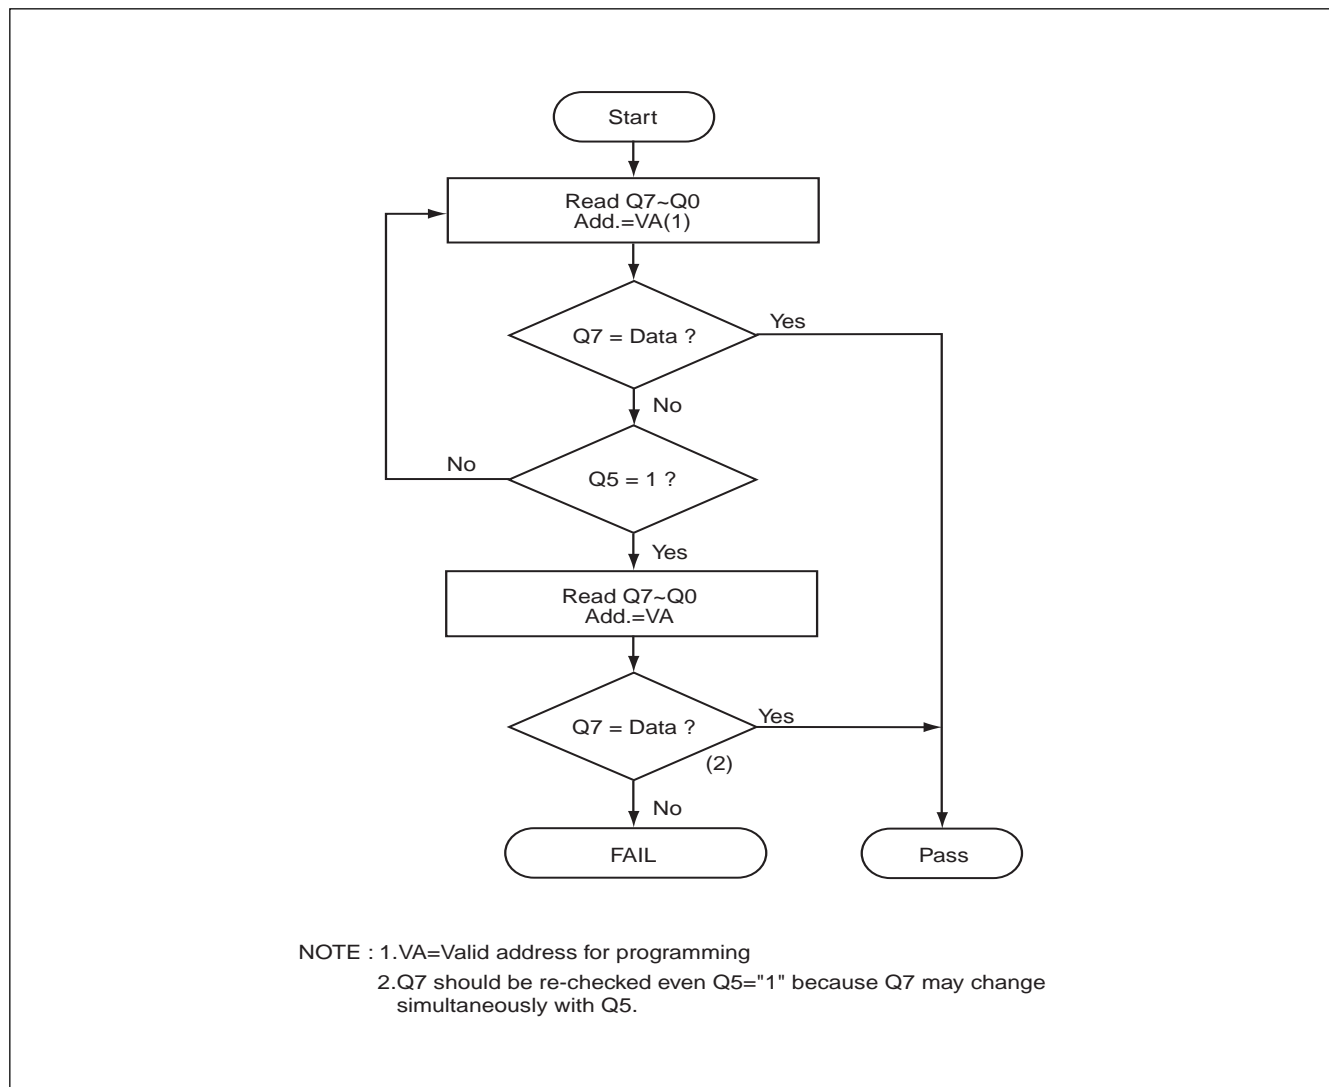 Start
Read Q7~Q0
Add.=VA(1)
Q7 = Data ?
Yes
No
No
Q5 = 1 ?
Yes
Read Q7~Q0
Add.=VA
Q7 = Data ?
Yes
(2)
No
FAIL
Pass
NOTE : 1.VA=Valid address for programming
2.Q7 should be re-checked even Q5="1" because Q7 may change
simultaneously with Q5.